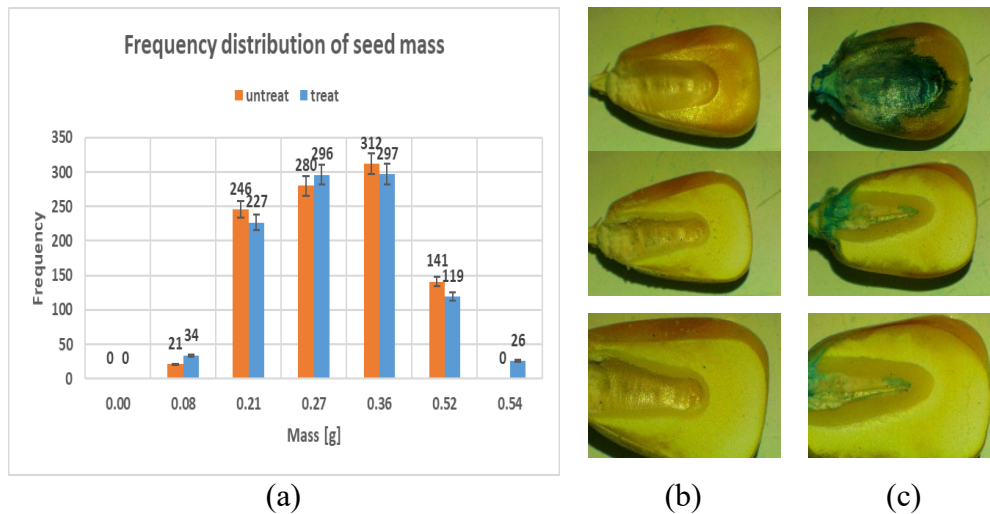 Frequency distribution of seed mass
untreat treat
350
300
250
200
150
100
50
0
Frequency
0 0
21 34
246 227
280 296
312 297
141 119
0 26
0.00 0.08 0.21 0.27 0.36 0.52 0.54
Mass [g]
(a) (b) (c)